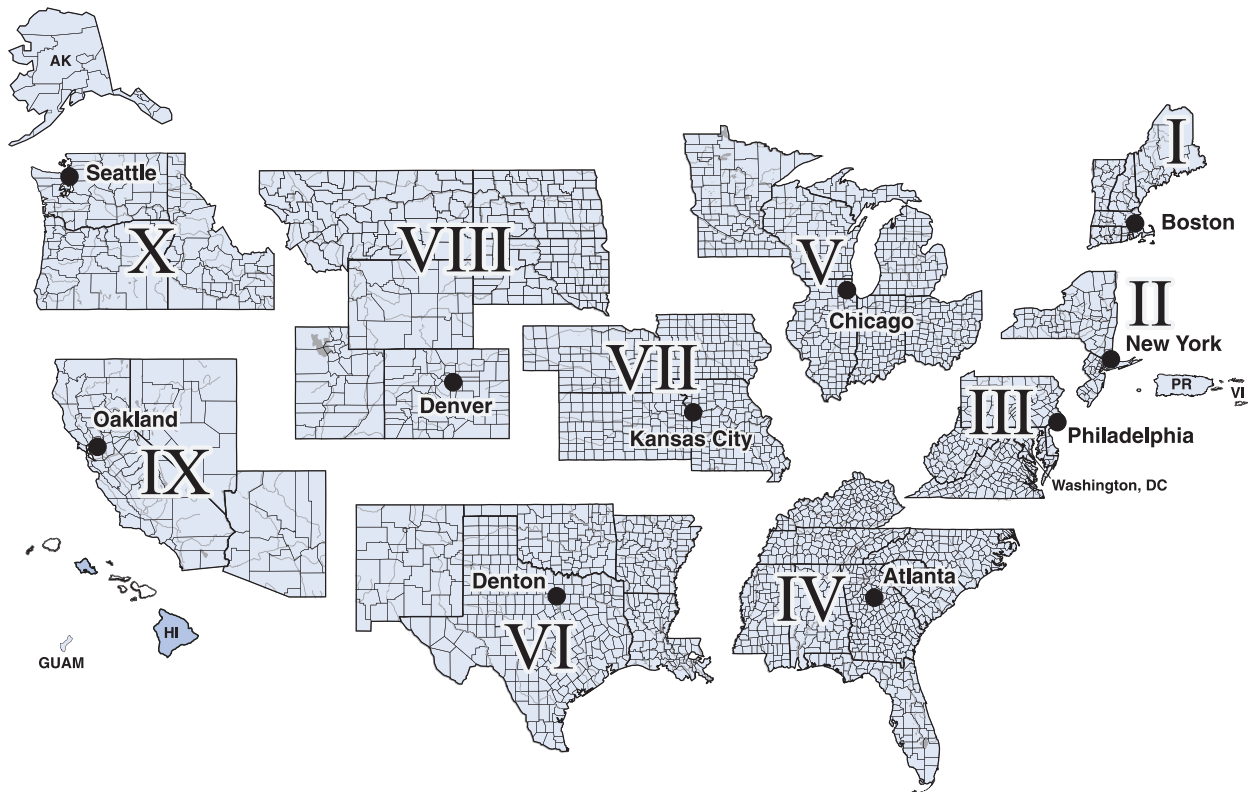 AK
Seattle
X
VIII
V
Chicago
I
Boston
II
New York
PR
VI
Denver
VII
Kansas City
III
Philadelphia
Washington, DC
Oakland
IX
HI
GUAM
Denton
VI
IV
Atlanta